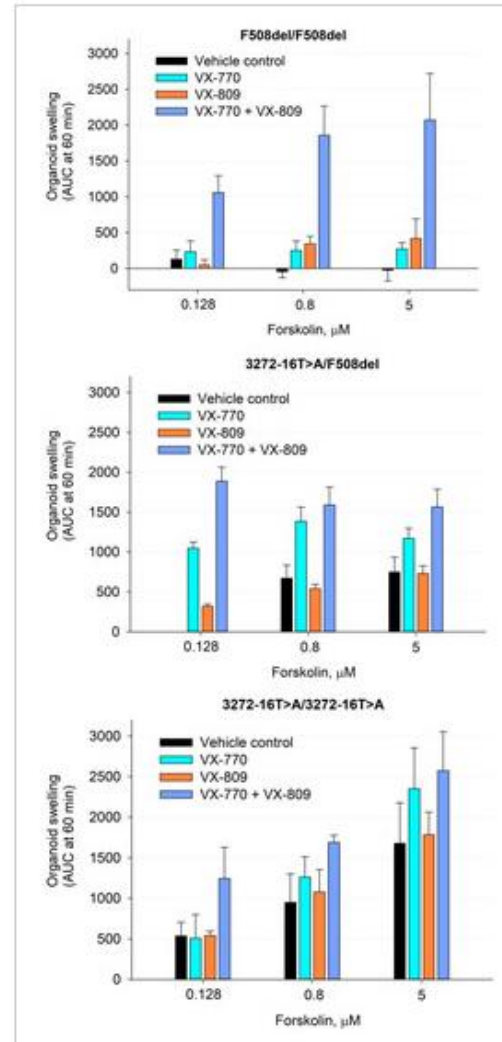 F508del/F508del
3000
2500
2000
1500
1000
500
0
Organoid swelling
(AUC at 60 min)
Vehicle control
VX-770
VX-809
VX-770 + VX-809
0.128
0.8
5
Forskolin, μM
3272-16T>A/F508del
3000
2500
2000
1500
1000
500
0
Organoid swelling
(AUC at 60 min)
Vehicle control
VX-770
VX-809
VX-770 + VX-809
0.128
0.8
5
Forskolin, μM
3272-16T>A/3272-16T>A
3000
2500
2000
1500
1000
500
0
Organoid swelling
(AUC at 60 min)
Vehicle control
VX-770
VX-809
VX-770 + VX-809
0.128
0.8
5
Forskolin, μM